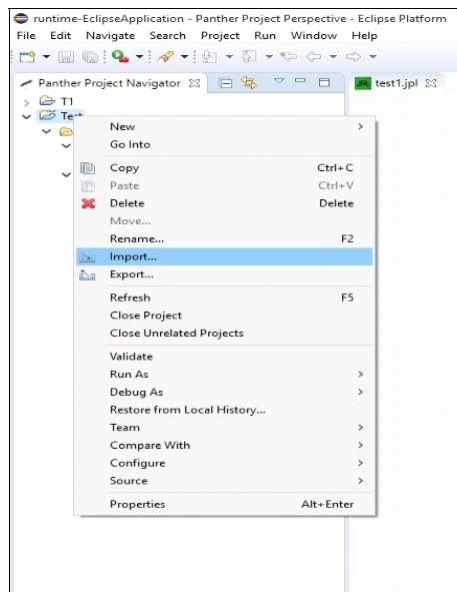 runtime-EclipseApplication - Panther Project Perspective - Eclipse Platform
File Edit Navigate Search Project Run Window Help
Panther Project Navigator
test1.jpl
T1
New
Go Into
Copy Ctrl+C
Paste Ctrl+V
Delete Delete
Move...
Rename... F2
Import...
Export...
Refresh F5
Close Project
Close Unrelated Projects
Validate
Run As
Debug As
Restore from Local History...
Team
Compare With
Configure
Source
Properties Alt+Enter